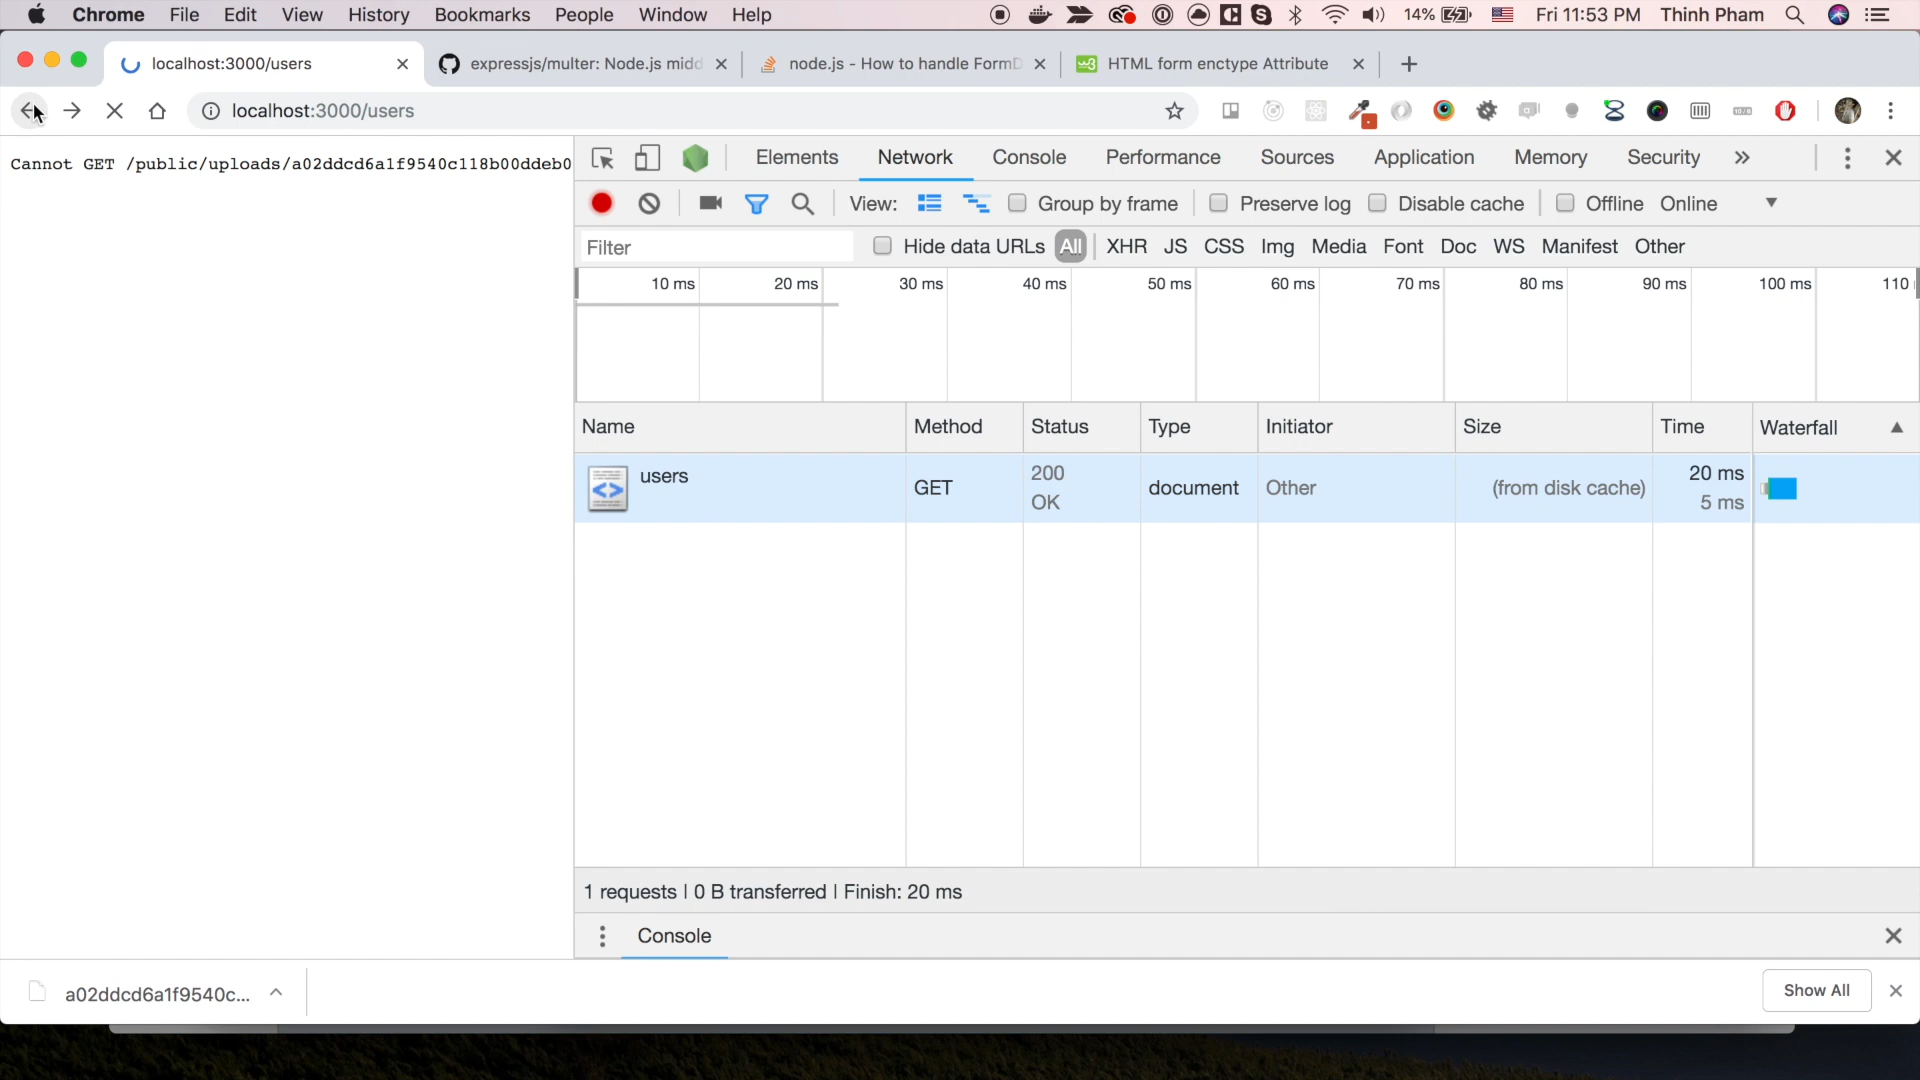 Chrome File Edit View History Bookmarks People Window Help 14% Fri 11:53 PM Thinh Pham
localhost:3000/users expressjs/multer: Node.js midd node.js - How to handle FormD HTML form enctype Attribute
localhost:3000/users
Cannot GET /public/uploads/a02ddcd6a1f9540c118b00ddeb0
Elements Network Console Performance Sources Application Memory Security
View: Group by frame Preserve log Disable cache Offline Online
Filter Hide data URLs All XHR JS CSS Img Media Font Doc WS Manifest Other
10 ms 20 ms 30 ms 40 ms 50 ms 60 ms 70 ms 80 ms 90 ms 100 ms 110
Name Method Status Type Initiator Size Time Waterfall
users GET 200 document Other (from disk cache) 20 ms
OK 5 ms
1 requests | 0 B transferred | Finish: 20 ms
Console
a02ddcd6a1f9540c... Show All